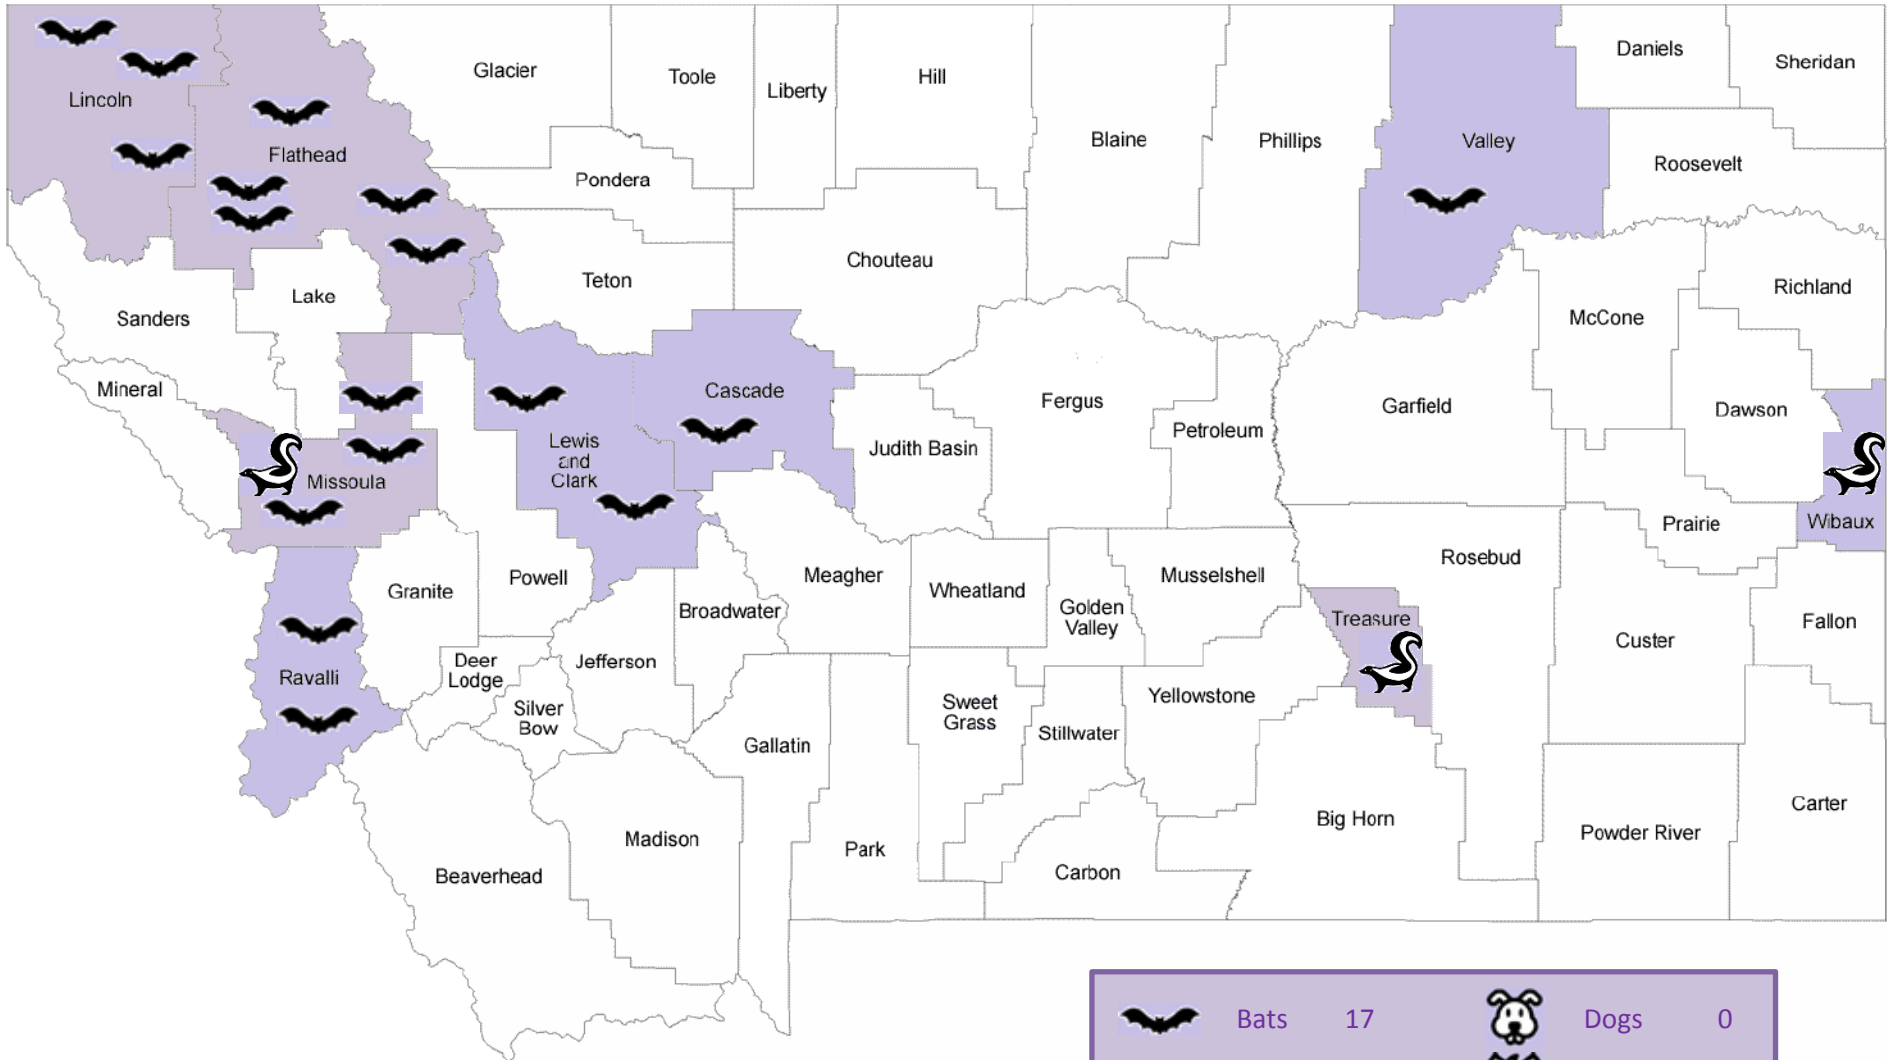 Glacier
Toole
Liberty
Hill
Blaine
Phillips
Valley
Daniels
Sheridan
Roosevelt
Lincoln
Flathead
Pondera
Teton
Chouteau
Richland
McCone
Lake
Sanders
Mineral
Cascade
Fergus
Petroleum
Garfield
Dawson
Judith Basin
Lewis
and
Clark
Missoula
Wibaux
Prairie
Rosebud
Powell
Granite
Meagher
Wheatland
Musselshell
Golden
Valley
Broadwater
Treasure
Fallon
Custer
Jefferson
Deer
Lodge
Ravalli
Silver
Bow
Yellowstone
Sweet
Grass
Stillwater
Gallatin
Madison
Park
Big Horn
Carter
Powder River
Carbon
Beaverhead
Bats 17 Dogs 0